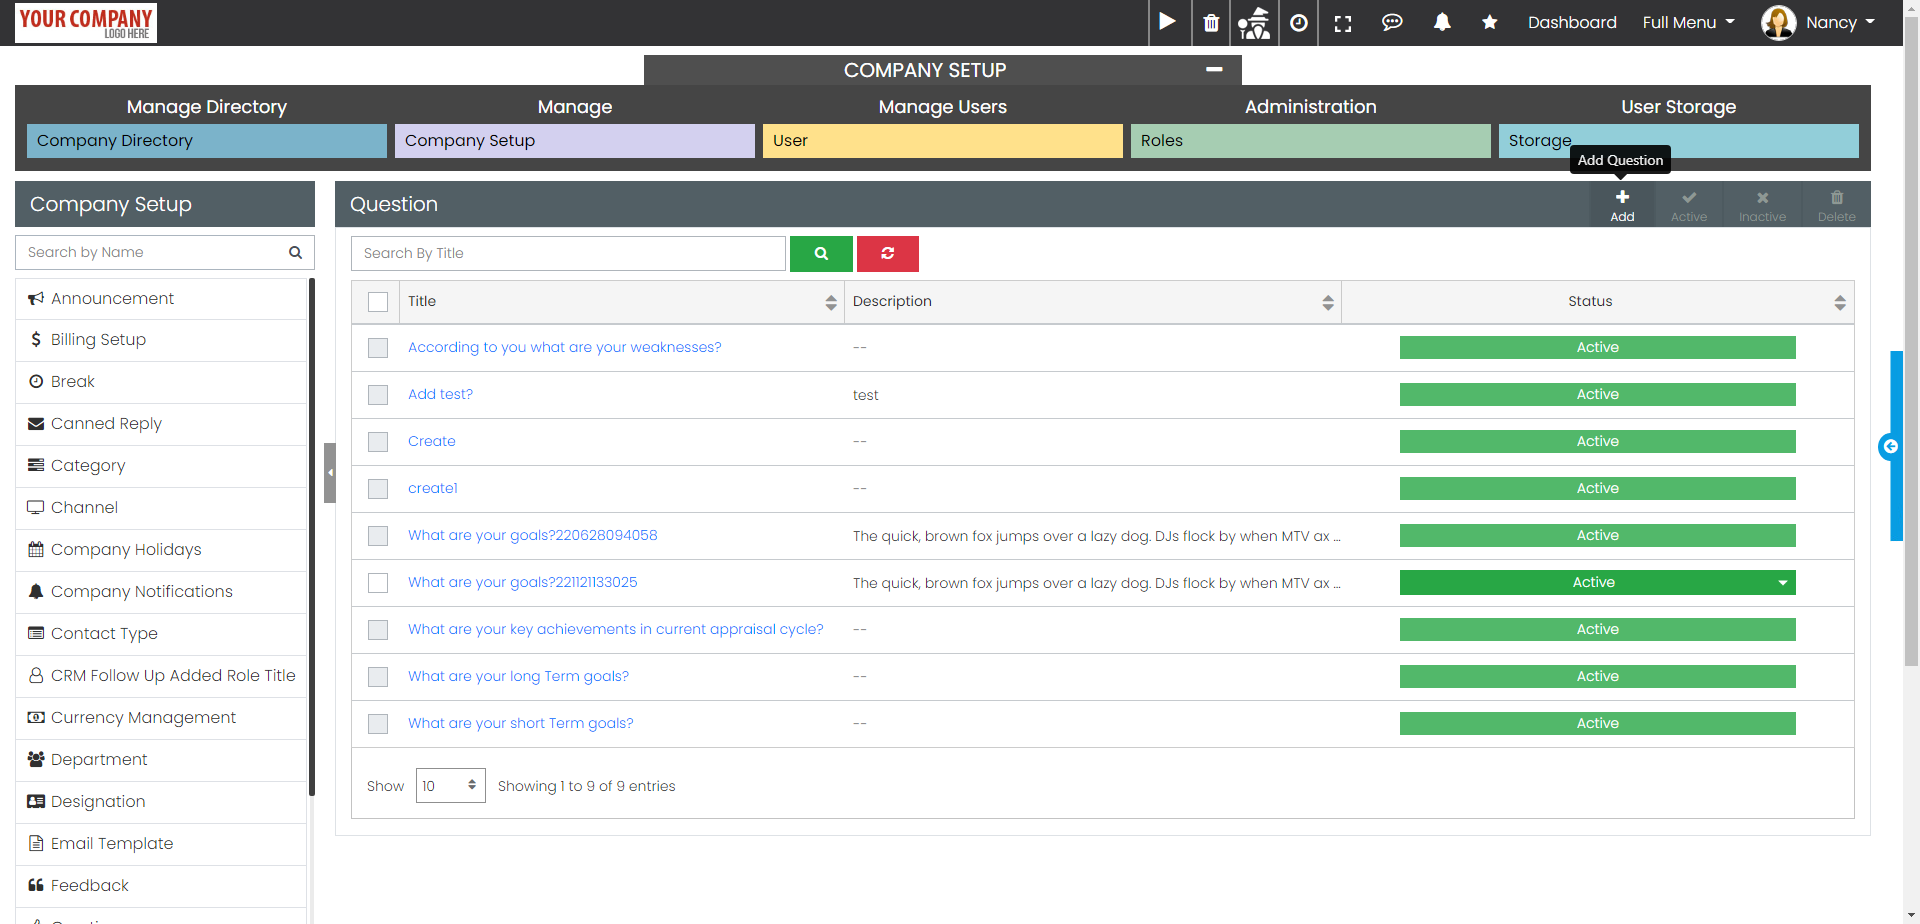 YOUR COMPANY
LOGO HERE
Dashboard
Full Menu
Nancy
COMPANY SETUP
Manage Directory
Manage
Manage Users
Administration
User Storage
Company Directory
Company Setup
User
Roles
Storage
Add Question
Company Setup
Question
Add
Active
Inactive
Delete
Search by Name
Search By Title
Announcement
Billing Setup
Break
Canned Reply
Category
Channel
Company Holidays
Company Notifications
Contact Type
CRM Follow Up Added Role Title
Currency Management
Department
Designation
Email Template
Feedback
Title
Description
Status
According to you what are your weaknesses?
--
Active
Add test?
test
Active
Create
--
Active
create1
--
Active
What are your goals?220628094058
The quick, brown fox jumps over a lazy dog. DJs flock by when MTV ax ...
Active
What are your goals?221121133025
The quick, brown fox jumps over a lazy dog. DJs flock by when MTV ax ...
Active
What are your key achievements in current appraisal cycle?
--
Active
What are your long Term goals?
--
Active
What are your short Term goals?
--
Active
Show
10
Showing 1 to 9 of 9 entries